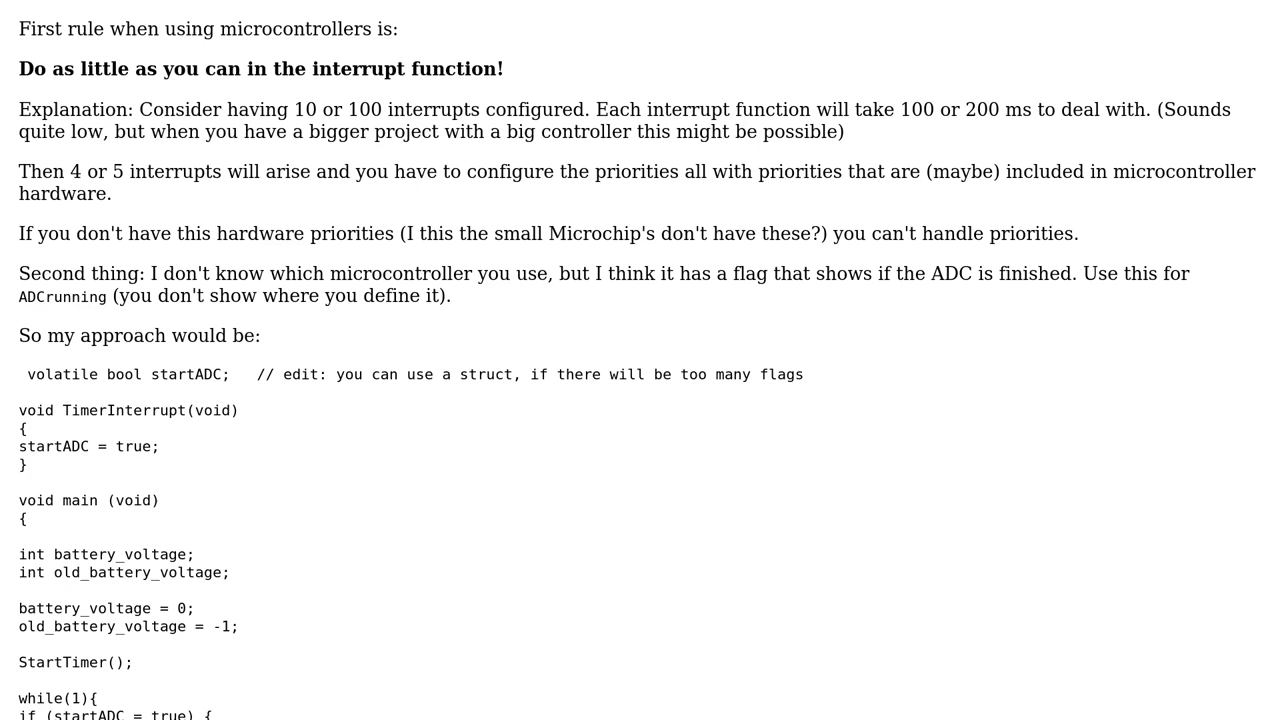 First rule when using microcontrollers is:
Do as little as you can in the interrupt function!
Explanation: Consider having 10 or 100 interrupts configured. Each interrupt function will take 100 or 200 ms to deal with. (Sounds
quite low, but when you have a bigger project with a big controller this might be possible)
Then 4 or 5 interrupts will arise and you have to configure the priorities all with priorities that are (maybe) included in microcontroller
hardware.
If you don't have this hardware priorities (I this the small Microchip's don't have these?) you can't handle priorities.
Second thing: I don't know which microcontroller you use, but I think it has a flag that shows if the ADC is finished. Use this for
ADCrunning (you don't show where you define it).
So my approach would be:
volatile bool startADC;   // edit: you can use a struct, if there will be too many flags
void TimerInterrupt(void)
{
startADC = true;
}
void main (void)
{
int battery_voltage;
int old_battery_voltage;
battery_voltage = 0;
old_battery_voltage = -1;
StartTimer();
while(1){
if (startADC = true) {